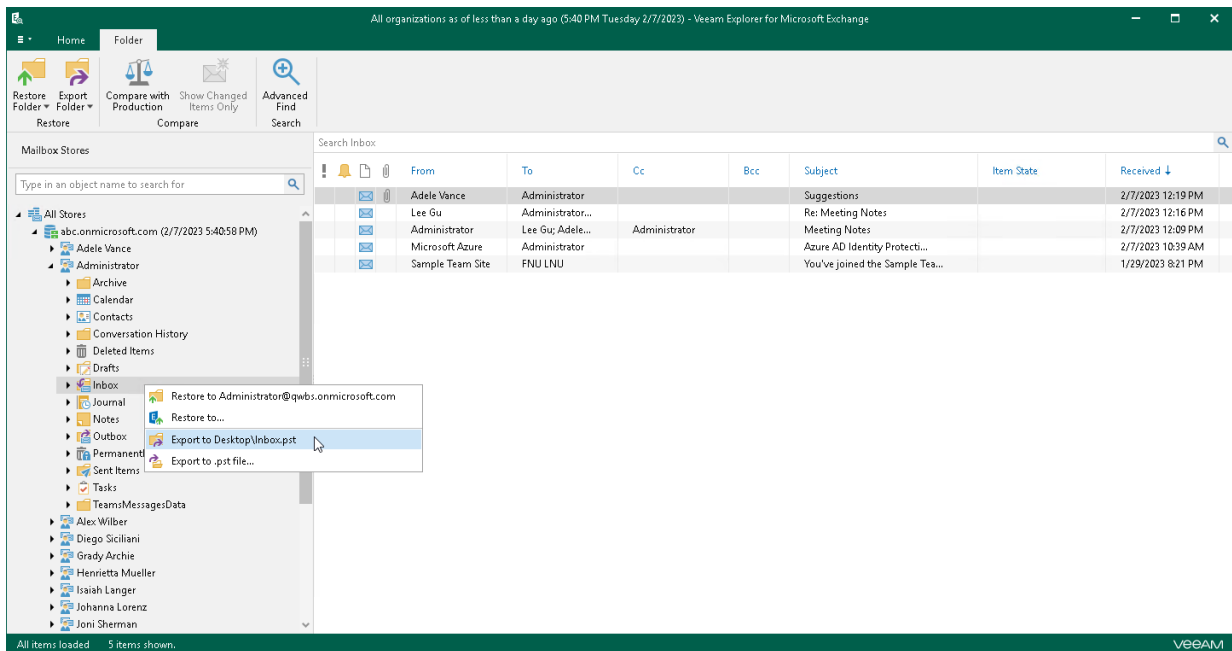 All organizations as of less than a day ago (5:40 PM Tuesday 2/7/2023) - Veeam Explorer for Microsoft Exchange
Home Folder
Restore Folder Export Folder Compare with Production Show Changed Items Only Advanced Find
Restore Compare Search
Mailbox Stores
Type in an object name to search for
All Stores
abc.onmicrosoft.com (2/7/2023 5:40:58 PM)
Adele Vance
Administrator
Archive
Calendar
Contacts
Conversation History
Deleted Items
Drafts
Inbox
Journal
Notes
Outbox
Permanentl
Sent Items
Tasks
TeamsMessagesData
Alex Wilber
Diego Siciliani
Grady Archie
Henrietta Mueller
Isaiah Langer
Johanna Lorenz
Joni Sherman
Restore to Administrator@qwbs.onmicrosoft.com
Restore to...
Export to Desktop\Inbox.pst
Export to .pst file...
Search Inbox
From To Cc Bcc Subject Item State Received
Adele Vance Administrator Suggestions 2/7/2023 12:19 PM
Lee Gu Administrator... Re: Meeting Notes 2/7/2023 12:16 PM
Administrator Lee Gu; Adele... Administrator Meeting Notes 2/7/2023 12:09 PM
Microsoft Azure Administrator Azure AD Identity Protecti... 2/7/2023 10:39 AM
Sample Team Site FNU LNU You've joined the Sample Tea... 1/29/2023 8:21 PM
All items loaded 5 items shown. veeAM